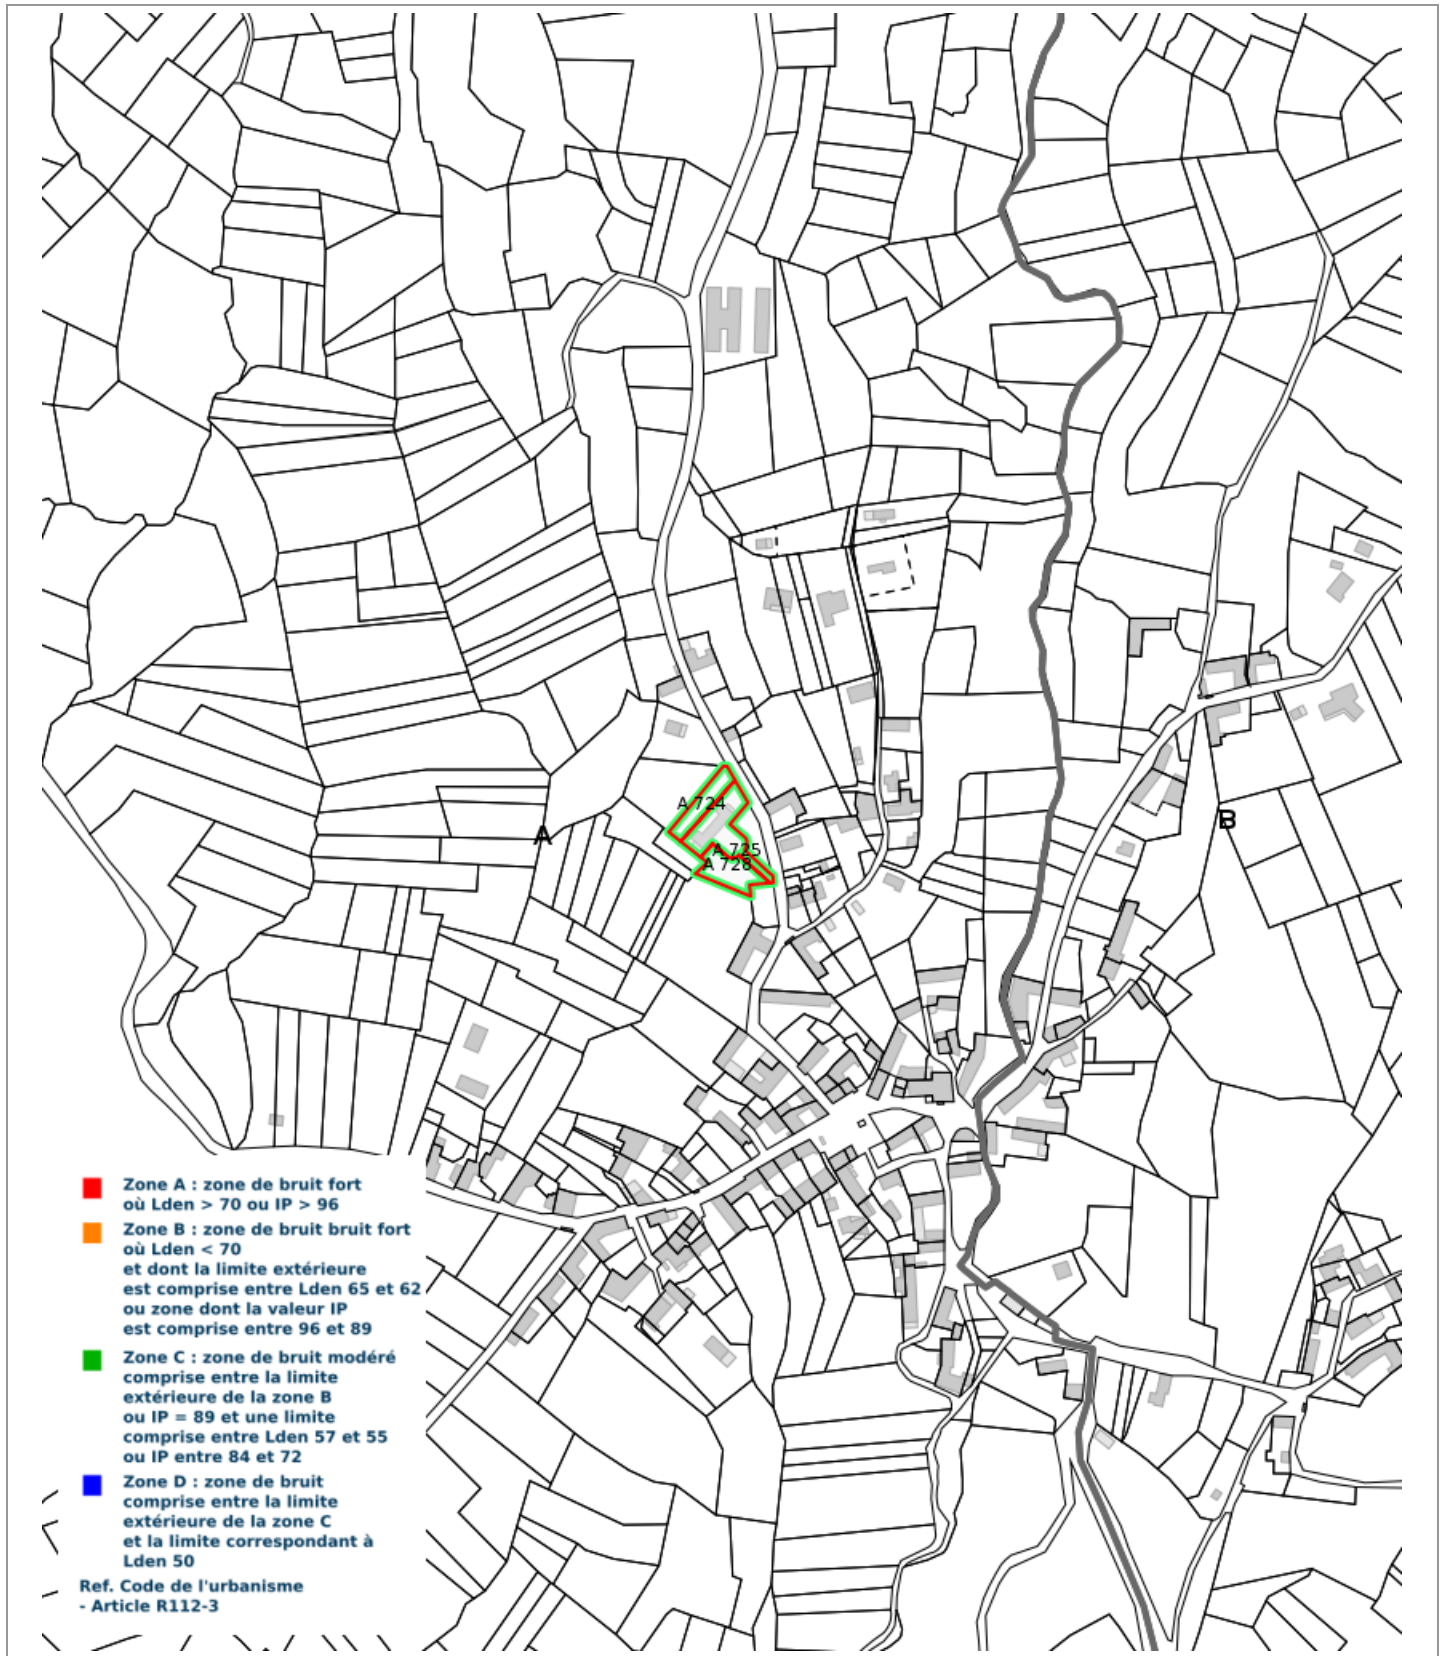 A 724
A
B
A 725
A 728
Zone A : zone de bruit fort
où Lden > 70 ou IP > 96
Zone B : zone de bruit bruit fort
où Lden < 70
et dont la limite extérieure
est comprise entre Lden 65 et 62
ou zone dont la valeur IP
est comprise entre 96 et 89
Zone C : zone de bruit modéré
comprise entre la limite
extérieure de la zone B
ou IP = 89 et une limite
comprise entre Lden 57 et 55
ou IP entre 84 et 72
Zone D : zone de bruit
comprise entre la limite
extérieure de la zone C
et la limite correspondant à
Lden 50
Ref. Code de l'urbanisme
- Article R112-3